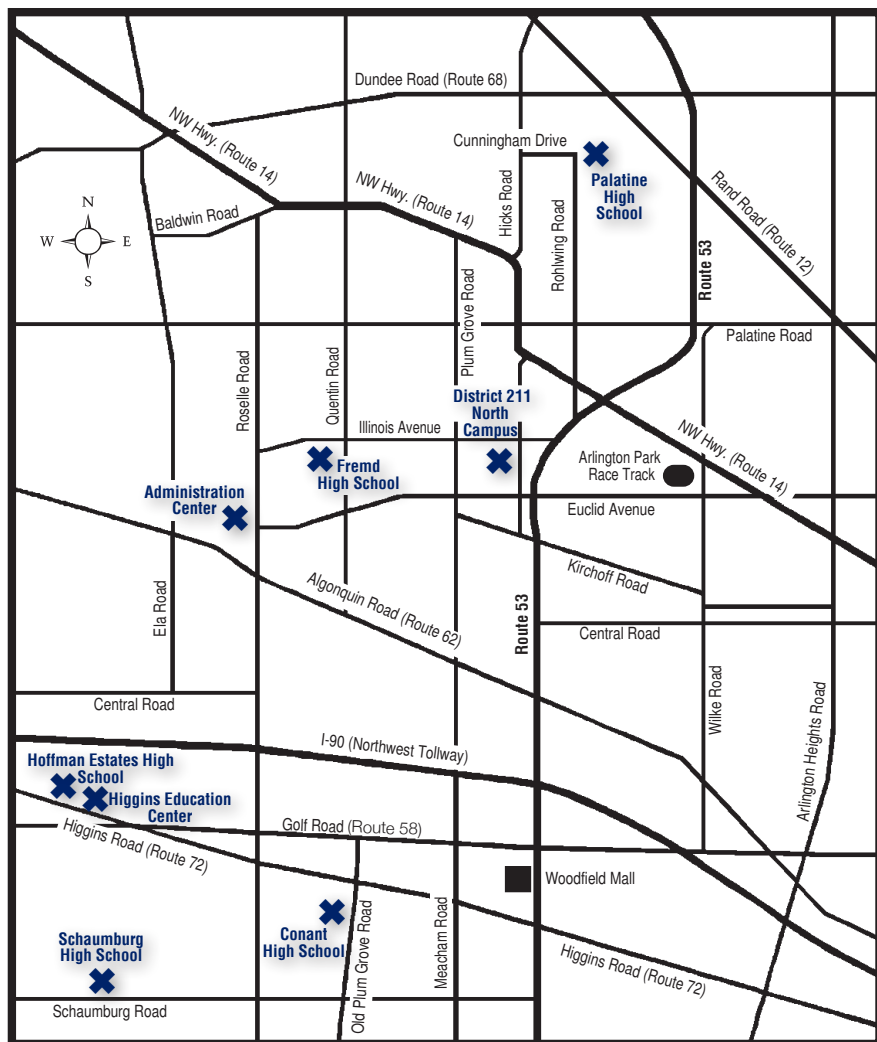 Dundee Road (Route 68)
NW Hwy. (Route 14)
Cunningham Drive
Palatine
High
School
Rand Road (Route 12)
N
W
E
S
Baldwin Road
NW Hwy. (Route 14)
Hicks Road
Rohlwing Road
Route 53
Plum Grove Road
Palatine Road
Roselle Road
Quentin Road
District 211
North
Campus
Illinois Avenue
NW Hwy. (Route 14)
Fremd
High School
Arlington Park
Race Track
Administration
Center
Euclid Avenue
Kirchoff Road
Algonquin Road (Route 62)
Ela Road
Route 53
Central Road
Wilke Road
Arlington Heights Road
Central Road
I-90 (Northwest Tollway)
Hoffman Estates High
School
Higgins Education
Center
Golf Road (Route 58)
Higgins Road (Route 72)
Woodfield Mall
Meacham Road
Old Plum Grove Road
Conant
High School
Schaumburg
High School
Higgins Road (Route 72)
Schaumburg Road